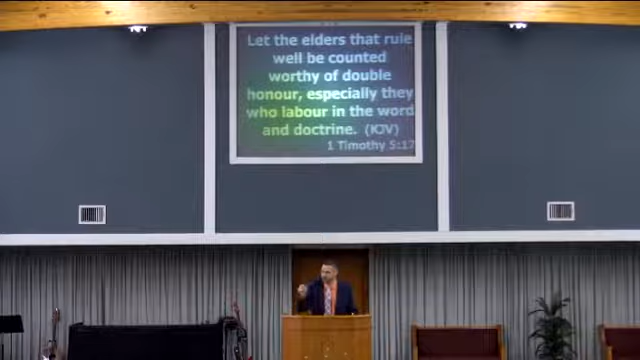 Let the elders that rule
well be counted
worthy of double
honour, especially they
who labour in the word
and doctrine. (KJV)
1 Timothy 5:17